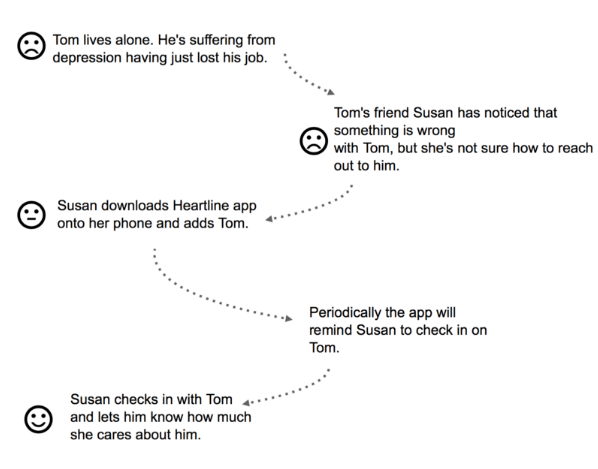 Tom lives alone. He's suffering from
depression having just lost his job.
Tom's friend Susan has noticed that
something is wrong
with Tom, but she's not sure how to reach
out to him.
Susan downloads Heartline app
onto her phone and adds Tom.
Periodically the app will
remind Susan to check in on
Tom.
Susan checks in with Tom
and lets him know how much
she cares about him.